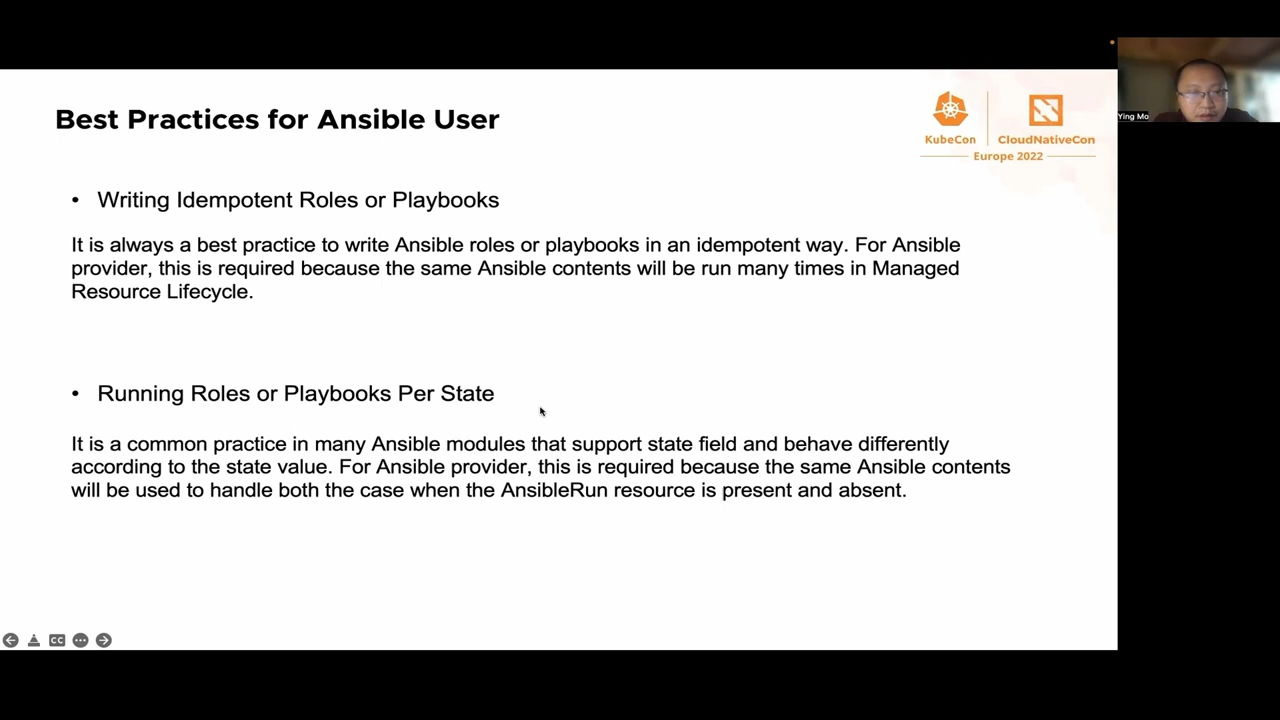 Best Practices for Ansible User
KubeCon
CloudNativeCon
Europe 2022
Ying Mo
• Writing Idempotent Roles or Playbooks
It is always a best practice to write Ansible roles or playbooks in an idempotent way. For Ansible
provider, this is required because the same Ansible contents will be run many times in Managed
Resource Lifecycle.
• Running Roles or Playbooks Per State
It is a common practice in many Ansible modules that support state field and behave differently
according to the state value. For Ansible provider, this is required because the same Ansible contents
will be used to handle both the case when the AnsibleRun resource is present and absent.
CC